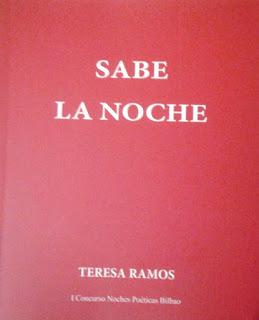 SABE
LA NOCHE
TERESA RAMOS
I Concurso Noches Poéticas Bilbao